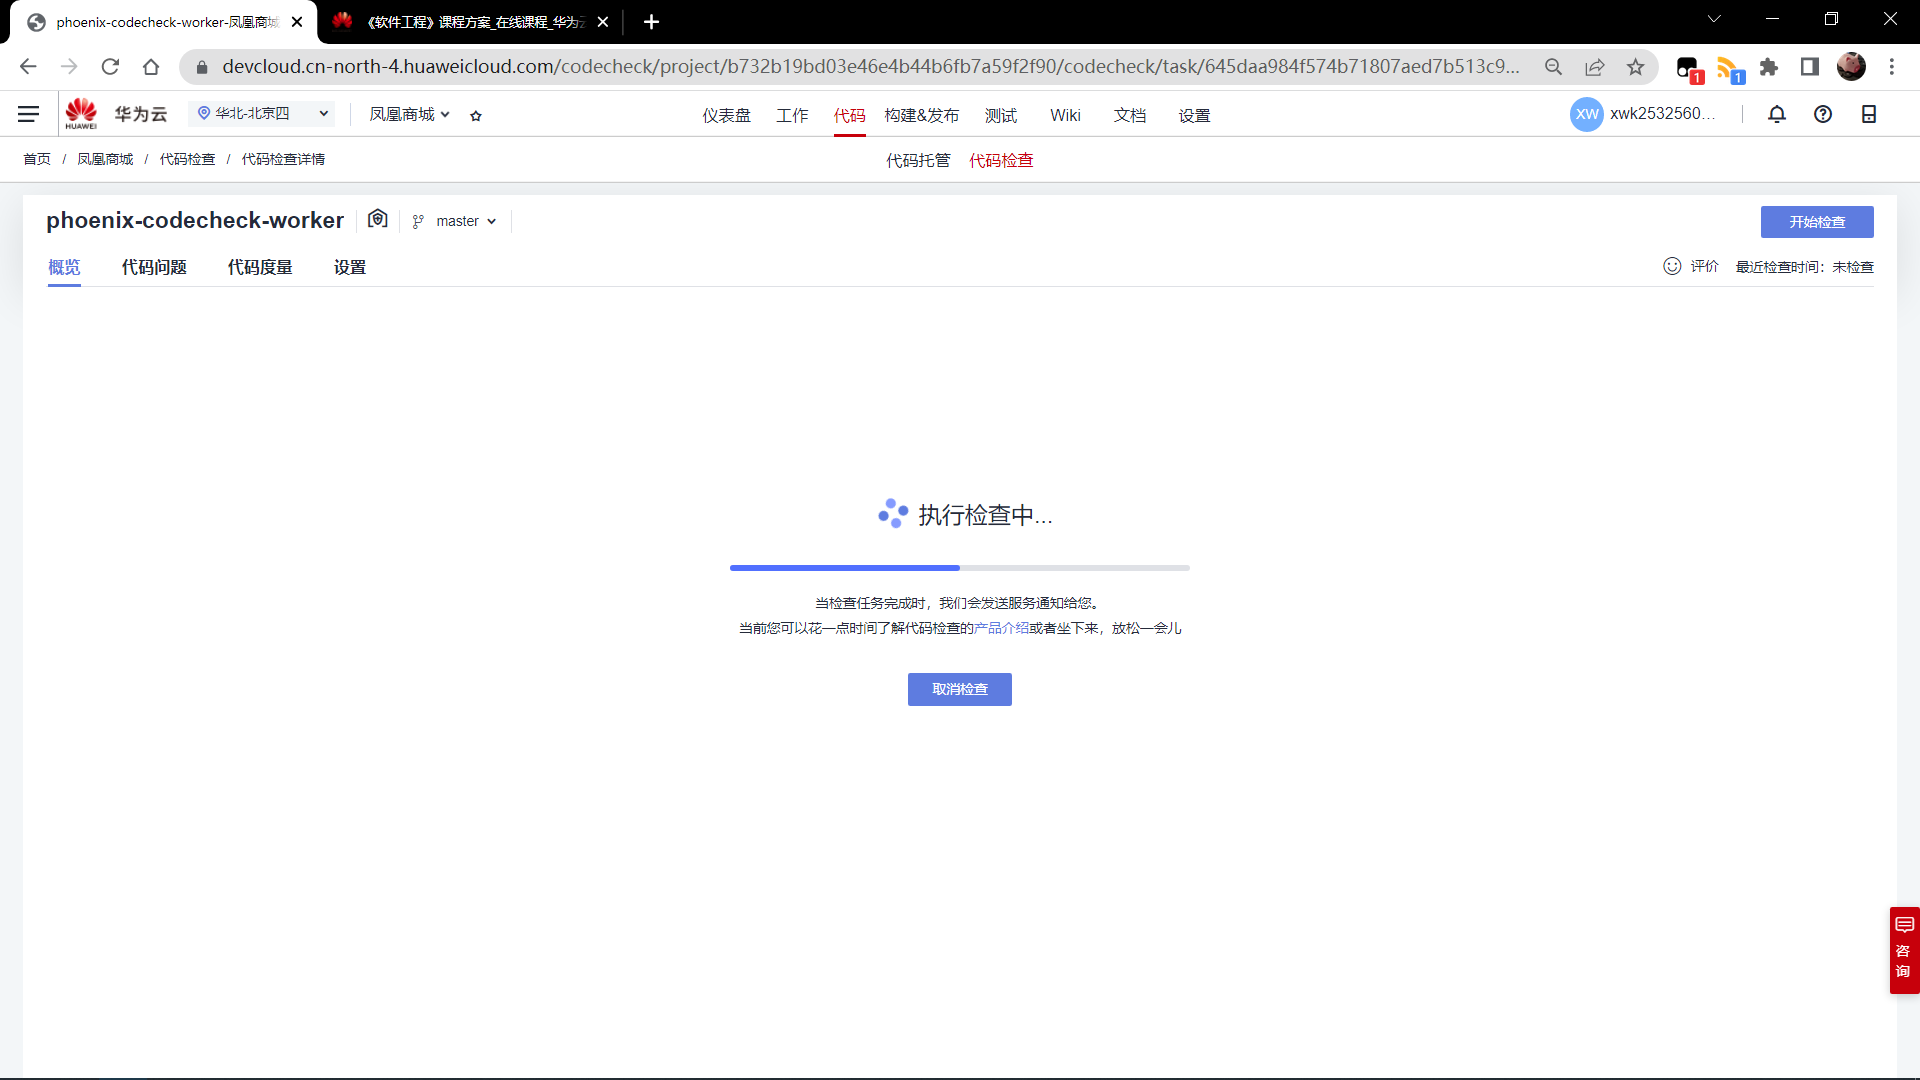 phoenix-codecheck-worker-凤凰商城
《软件工程》课程方案_在线课程_华为云
devcloud.cn-north-4.huaweicloud.com/codecheck/project/b732b19bd03e46e4b44b6fb7a59f2f90/codecheck/task/645daa984f574b71807aed7b513c9...
1
1
HUAWEI
华为云
华北-北京四
凤凰商城
仪表盘
工作
代码
构建&发布
测试
Wiki
文档
设置
XW
xwk2532560...
首页 / 凤凰商城 / 代码检查 / 代码检查详情
代码托管
代码检查
phoenix-codecheck-worker
master
开始检查
概览
代码问题
代码度量
设置
评价
最近检查时间：未检查
执行检查中...
当检查任务完成时，我们会发送服务通知给您。
当前您可以花一点时间了解代码检查的产品介绍或者坐下来，放松一会儿
取消检查
咨
询